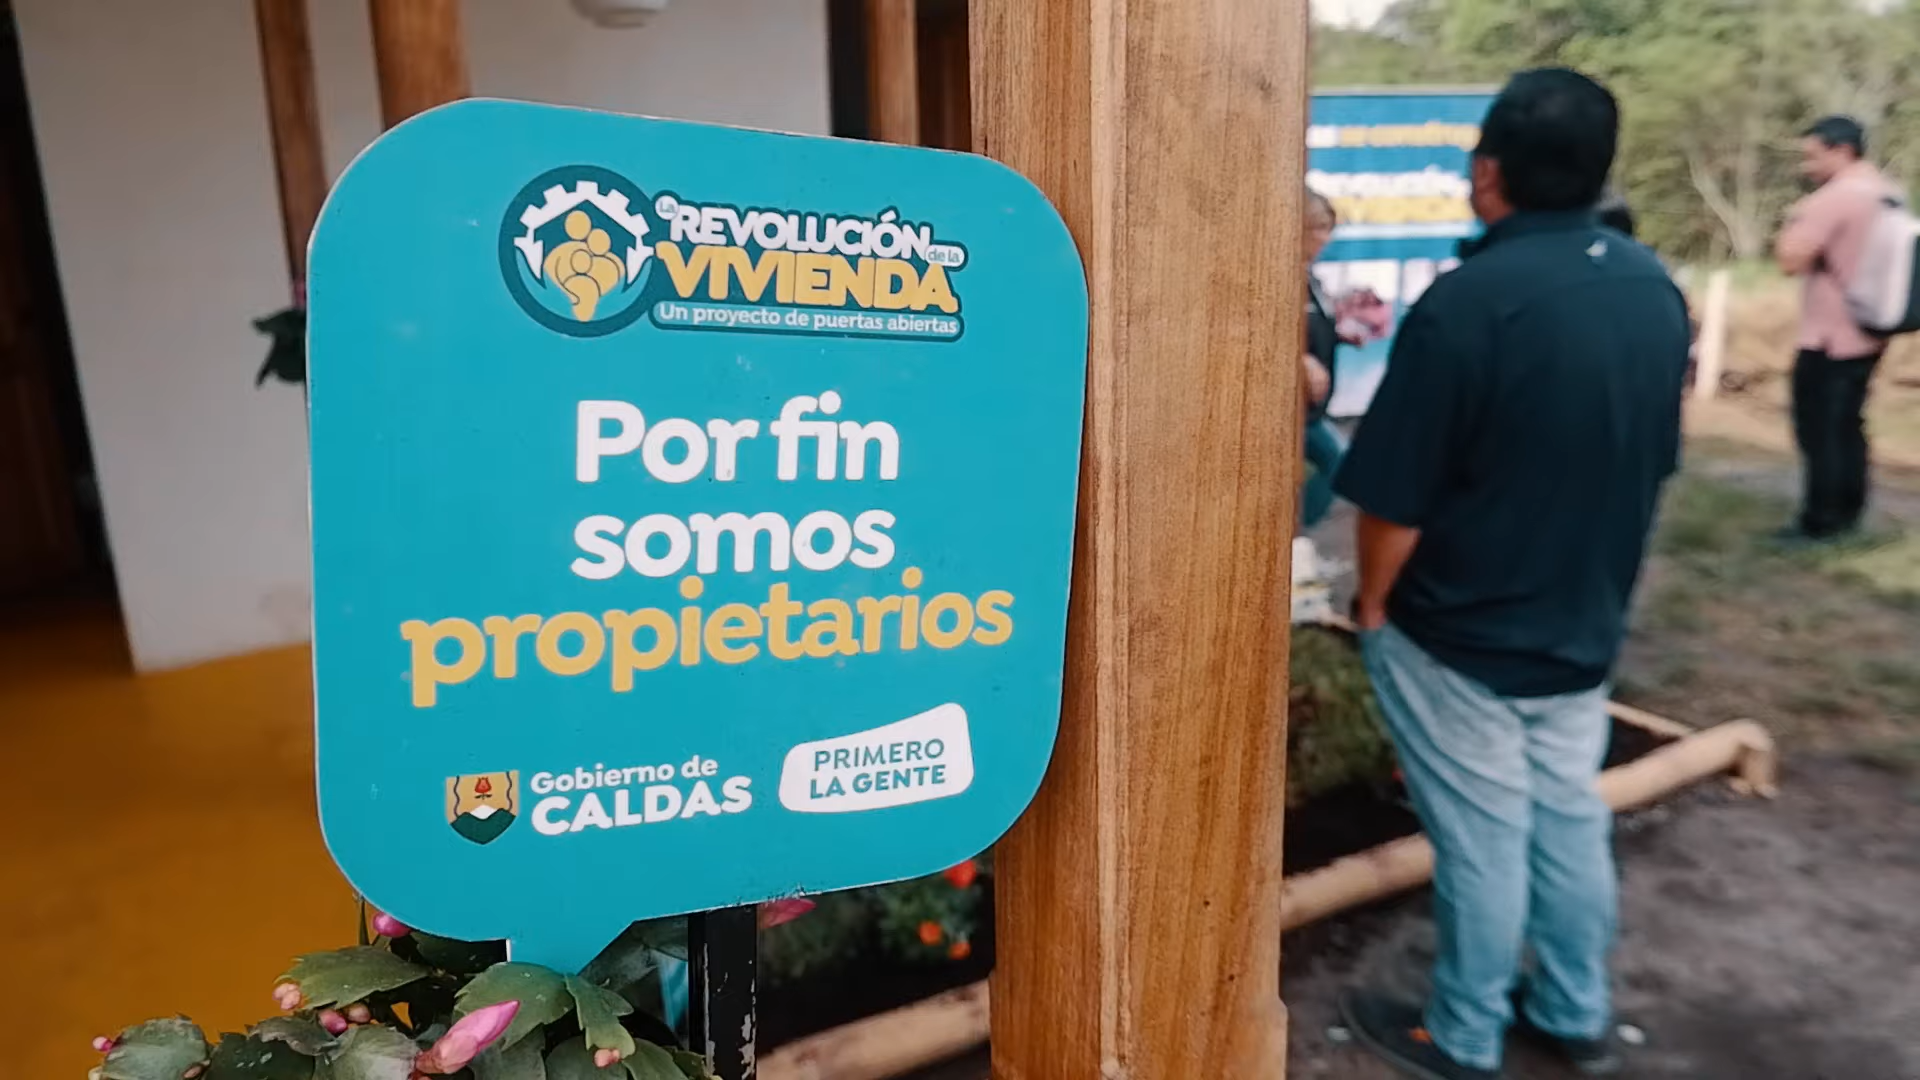 La
REVOLUCIÓN de la
VIVIENDA
Un proyecto de puertas abiertas
Por fin
somos
propietarios
Gobierno de
CALDAS
PRIMERO
LA GENTE